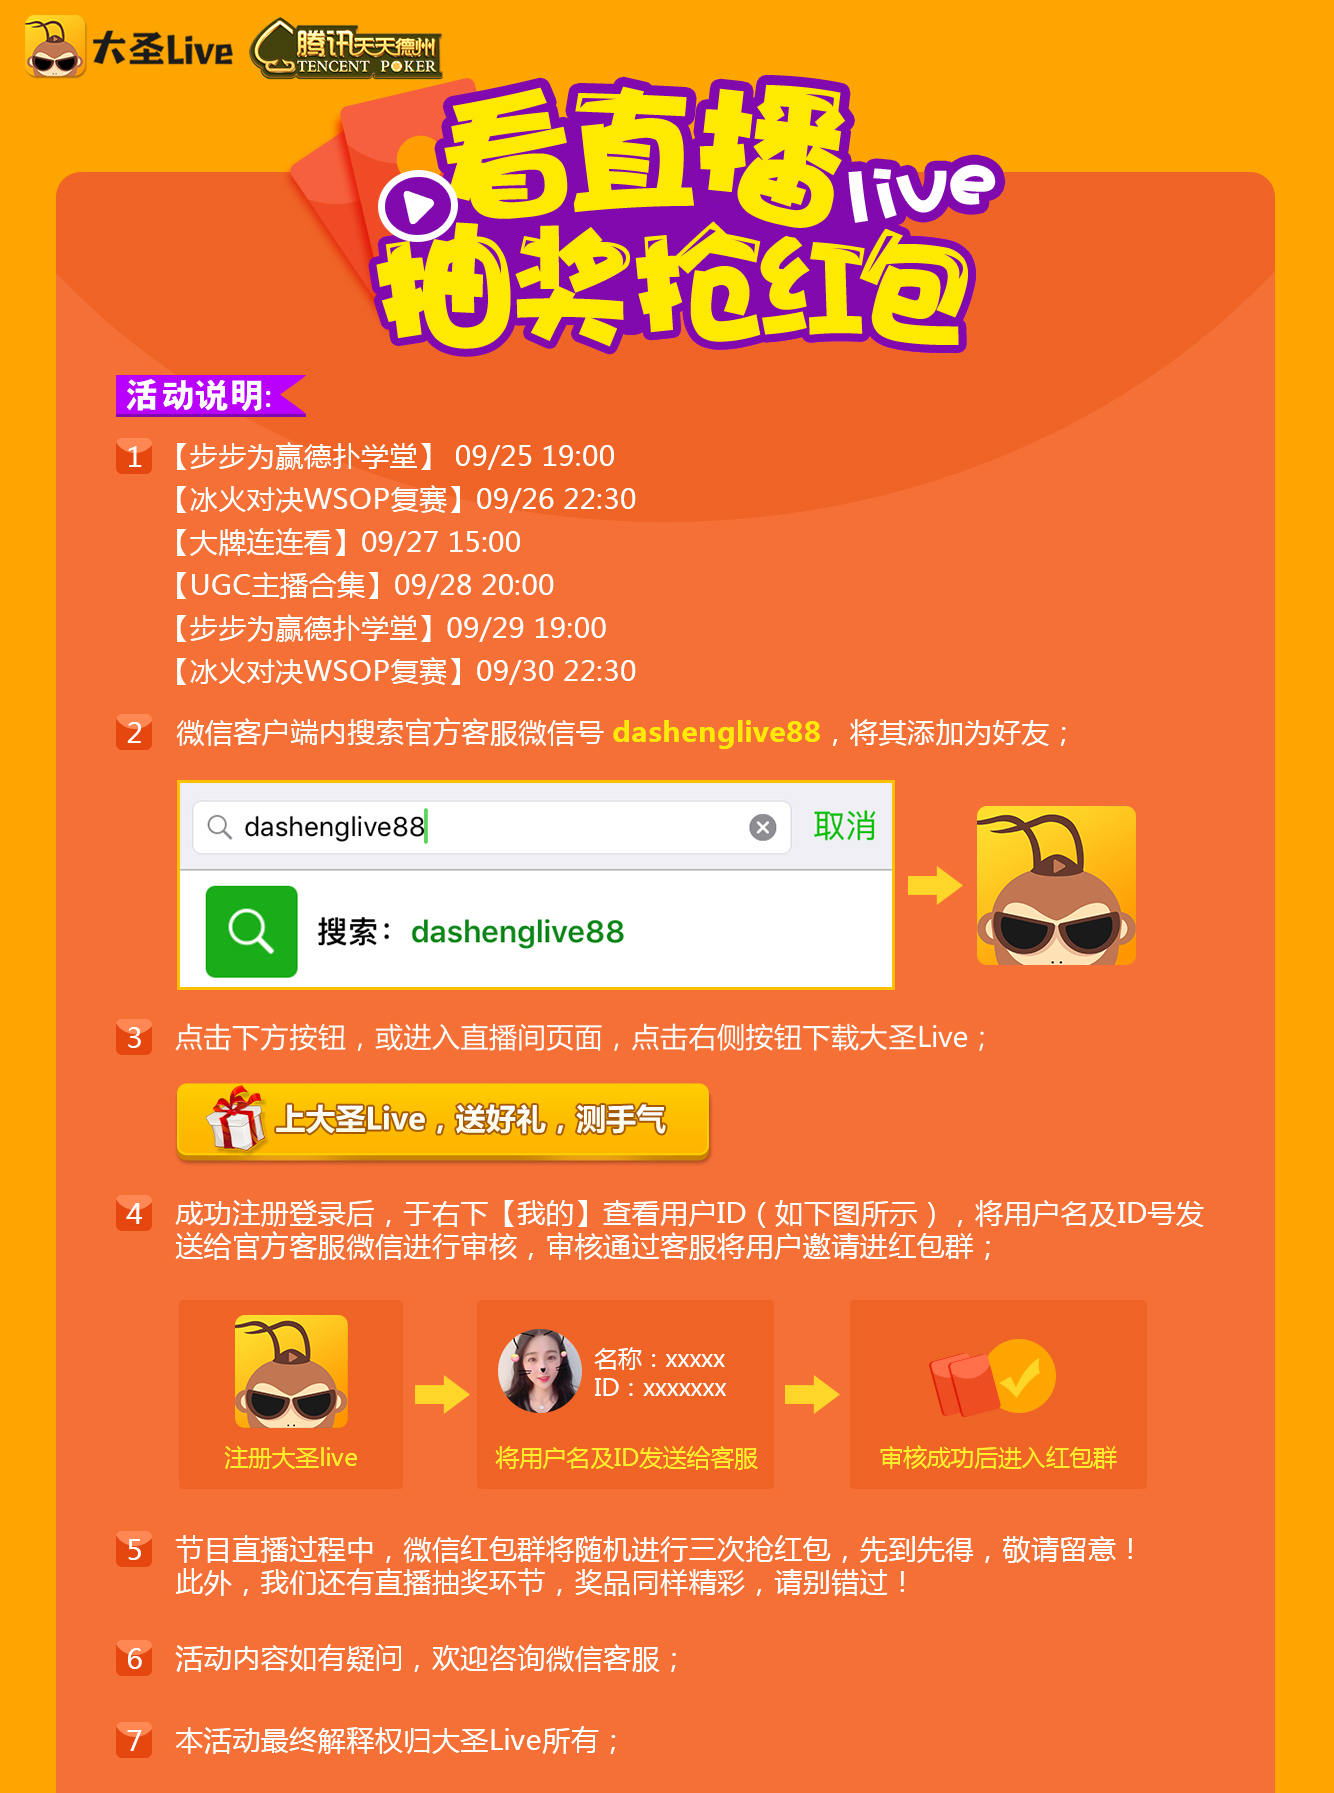 大圣Live
腾讯天天德州
TENCENT POKER
看直播live
抽奖抢红包
活动说明:
1 【步步为赢德扑学堂】 09/25 19:00
【冰火对决WSOP复赛】09/26 22:30
【大牌连连看】09/27 15:00
【UGC主播合集】09/28 20:00
【步步为赢德扑学堂】09/29 19:00
【冰火对决WSOP复赛】09/30 22:30
2 微信客户端内搜索官方客服微信号 dashenglive88，将其添加为好友；
dashenglive88 取消
搜索：dashenglive88
3 点击下方按钮，或进入直播间页面，点击右侧按钮下载大圣Live；
上大圣Live，送好礼，测手气
4 成功注册登录后，于右下【我的】查看用户ID（如下图所示），将用户名及ID号发
送给官方客服微信进行审核，审核通过客服将用户邀请进红包群；
名称：xxxxx
ID：xxxxxxx
注册大圣live
将用户名及ID发送给客服
审核成功后进入红包群
5 节目直播过程中，微信红包群将随机进行三次抢红包，先到先得，敬请留意！
此外，我们还有直播抽奖环节，奖品同样精彩，请别错过！
6 活动内容如有疑问，欢迎咨询微信客服；
7 本活动最终解释权归大圣Live所有；